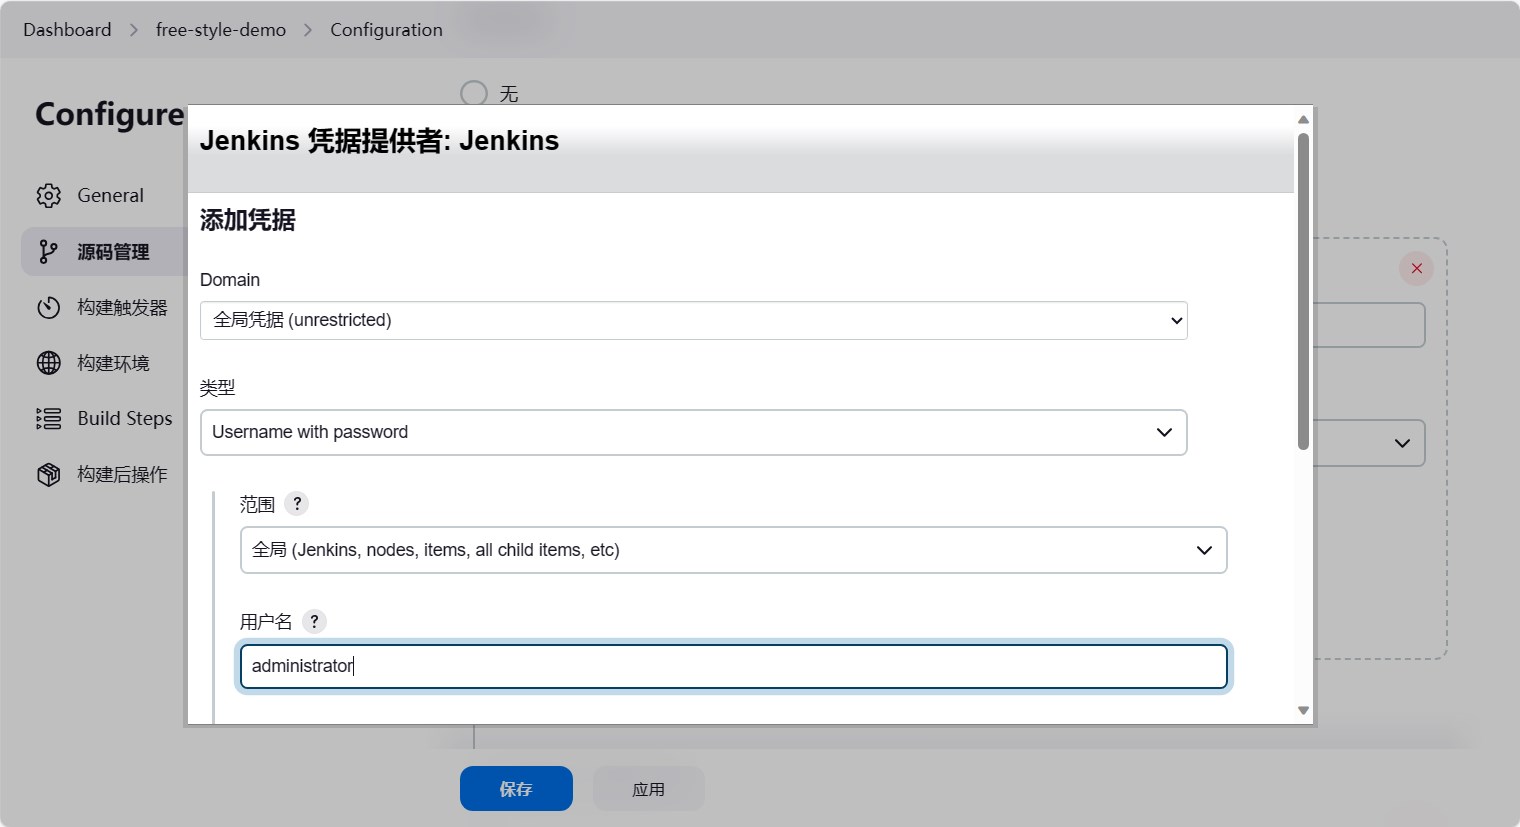 Dashboard > free-style-demo > Configuration
Configure
General
源码管理
构建触发器
构建环境
Build Steps
构建后操作
无
Jenkins 凭据提供者: Jenkins
添加凭据
Domain
全局凭据 (unrestricted)
类型
Username with password
范围 ?
全局 (Jenkins, nodes, items, all child items, etc)
用户名 ?
administrator
保存 应用